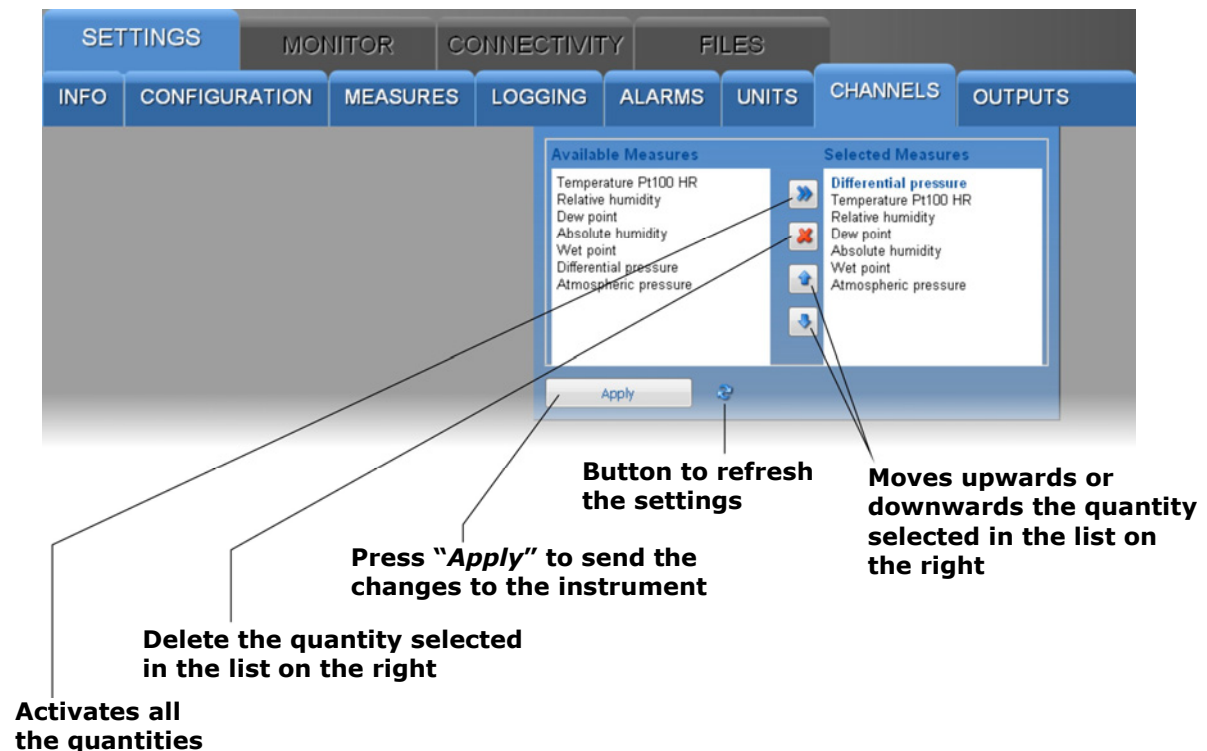 SETTINGS MONITOR CONNECTIVITY FILES
INFO CONFIGURATION MEASURES LOGGING ALARMS UNITS CHANNELS OUTPUTS
Available Measures
Temperature Pt100 HR
Relative humidity
Dew point
Absolute humidity
Wet point
Differential pressure
Atmospheric pressure
Selected Measures
Differential pressure
Temperature Pt100 HR
Relative humidity
Dew point
Absolute humidity
Wet point
Atmospheric pressure
Apply
Button to refresh
the settings
Moves upwards or
downwards the quantity
selected in the list on
the right
Press “Apply” to send the
changes to the instrument
Delete the quantity selected
in the list on the right
Activates all
the quantities